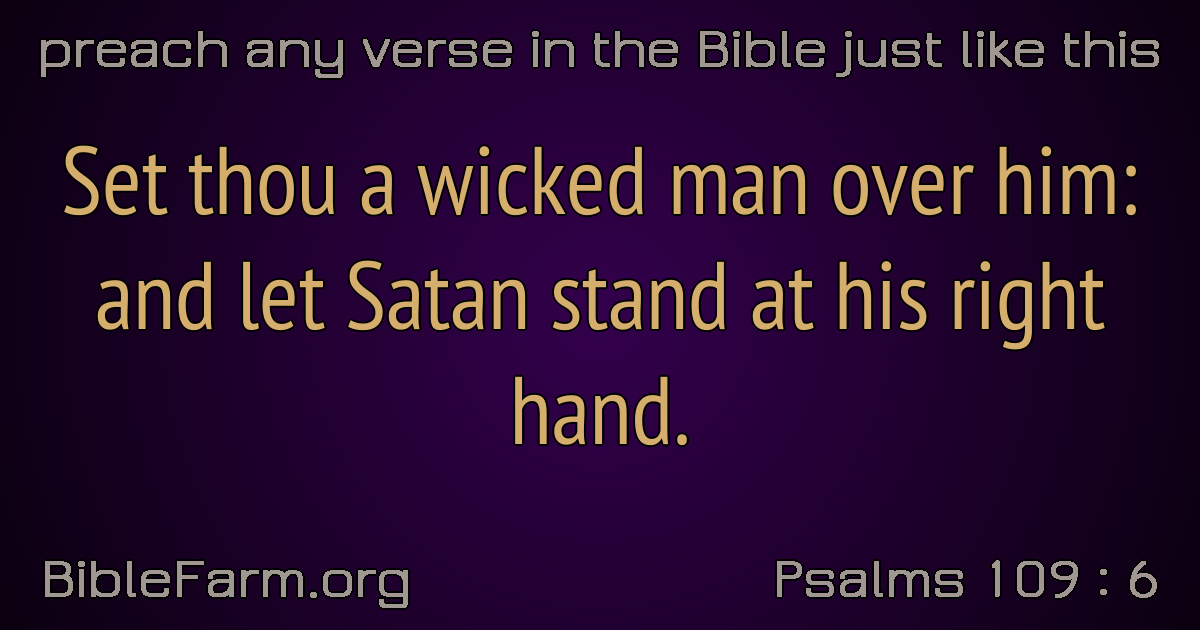 preach any verse in the Bible just like this
Set thou a wicked man over him:
and let Satan stand at his right
hand.
BibleFarm.org
Psalms 109 : 6